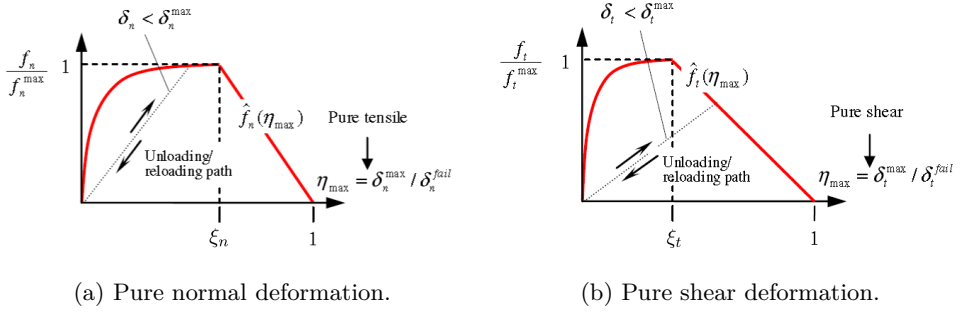 δ_n < δ_n^max
f_n / f_n^max
1
f̂_n(η_max)
Pure tensile
Unloading/
reloading path
η_max = δ_n^max / δ_n^fail
ξ_n
1
(a) Pure normal deformation.
δ_t < δ_t^max
f_t / f_t^max
1
f̂_t(η_max)
Pure shear
Unloading/
reloading path
η_max = δ_t^max / δ_t^fail
ξ_t
1
(b) Pure shear deformation.